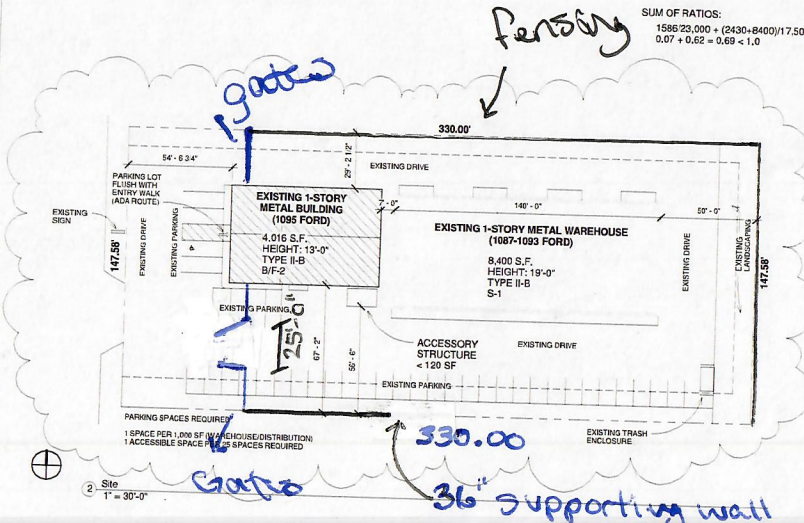 SUM OF RATIOS:
1586/23,000 + (2430+8400)/17.50
0.07 + 0.62 = 0.69 < 1.0
fensing
gates
330.00'
54' - 6 3/4"
29' - 2 1/2"
EXISTING DRIVE
PARKING LOT
FLUSH WITH
ENTRY WALK
(ADA ROUTE)
EXISTING
SIGN
147.58'
EXISTING DRIVE
EXISTING PARKING
EXISTING 1-STORY
METAL BUILDING
(1095 FORD)
4,016 S.F.
HEIGHT: 13'-0"
TYPE II-B
B/F-2
7' - 0"
140' - 0"
50' - 0"
EXISTING 1-STORY METAL WAREHOUSE
(1087-1093 FORD)
8,400 S.F.
HEIGHT: 19'-0"
TYPE II-B
S-1
EXISTING DRIVE
EXISTING
LANDSCAPING
147.58'
EXISTING PARKING
25'-0"
67' - 2"
56' - 6"
ACCESSORY
STRUCTURE
< 120 SF
EXISTING DRIVE
EXISTING PARKING
PARKING SPACES REQUIRED
1 SPACE PER 1,000 SF (WAREHOUSE/DISTRIBUTION)
1 ACCESSIBLE SPACE PER 25 SPACES REQUIRED
330.00
EXISTING TRASH
ENCLOSURE
Gates
36" supporting wall
2 Site
1" = 30'-0"